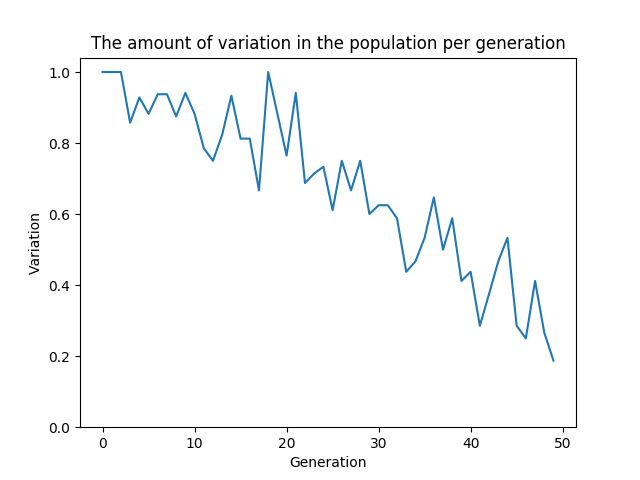 The amount of variation in the population per generation
1.0
0.8
0.6
0.4
0.2
0.0
Variation
0 10 20 30 40 50
Generation